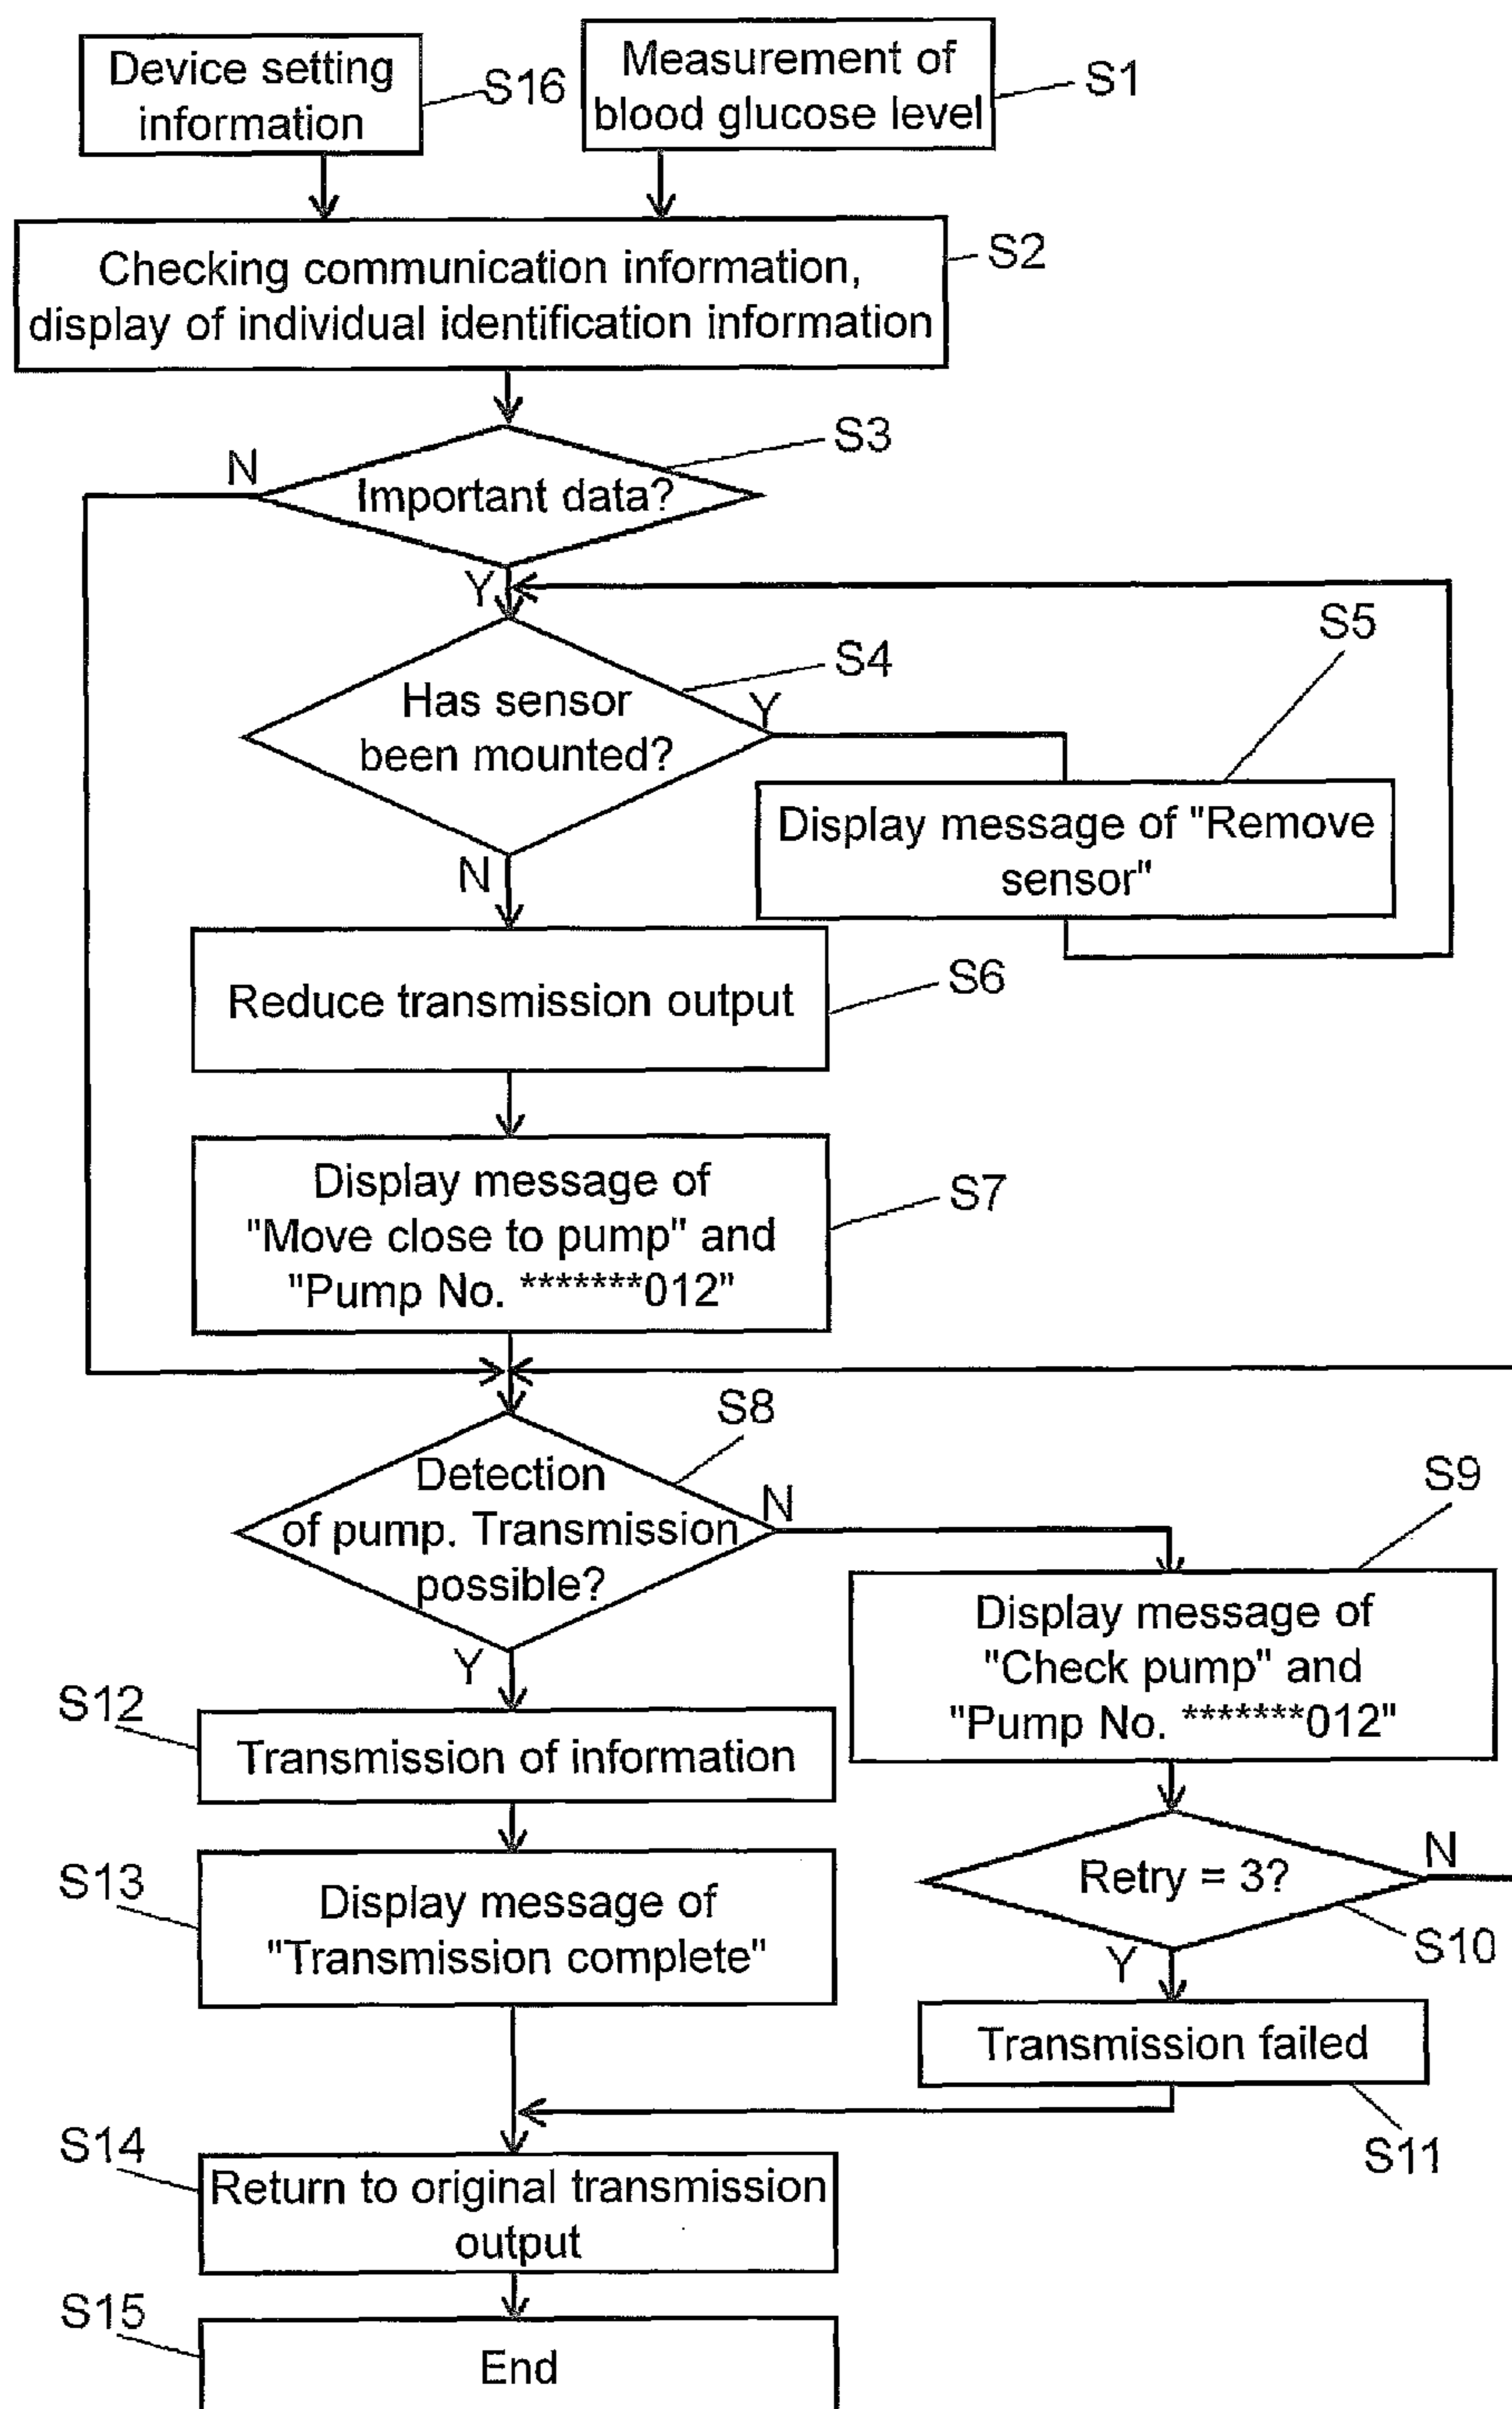 Device setting
information
S16
Measurement of
blood glucose level
S1
Checking communication information,
display of individual identification information
S2
S3
N
Important data?
Y
S4
S5
Has sensor
been mounted?
Y
Display message of "Remove
sensor"
N
Reduce transmission output
S6
Display message of
"Move close to pump" and
"Pump No. *******012"
S7
S8
Detection
of pump. Transmission
possible?
N
S9
Display message of
"Check pump" and
"Pump No. *******012"
Y
S12
Transmission of information
Retry = 3?
N
S10
S13
Display message of
"Transmission complete"
Y
Transmission failed
S11
S14
Return to original transmission
output
S15
End